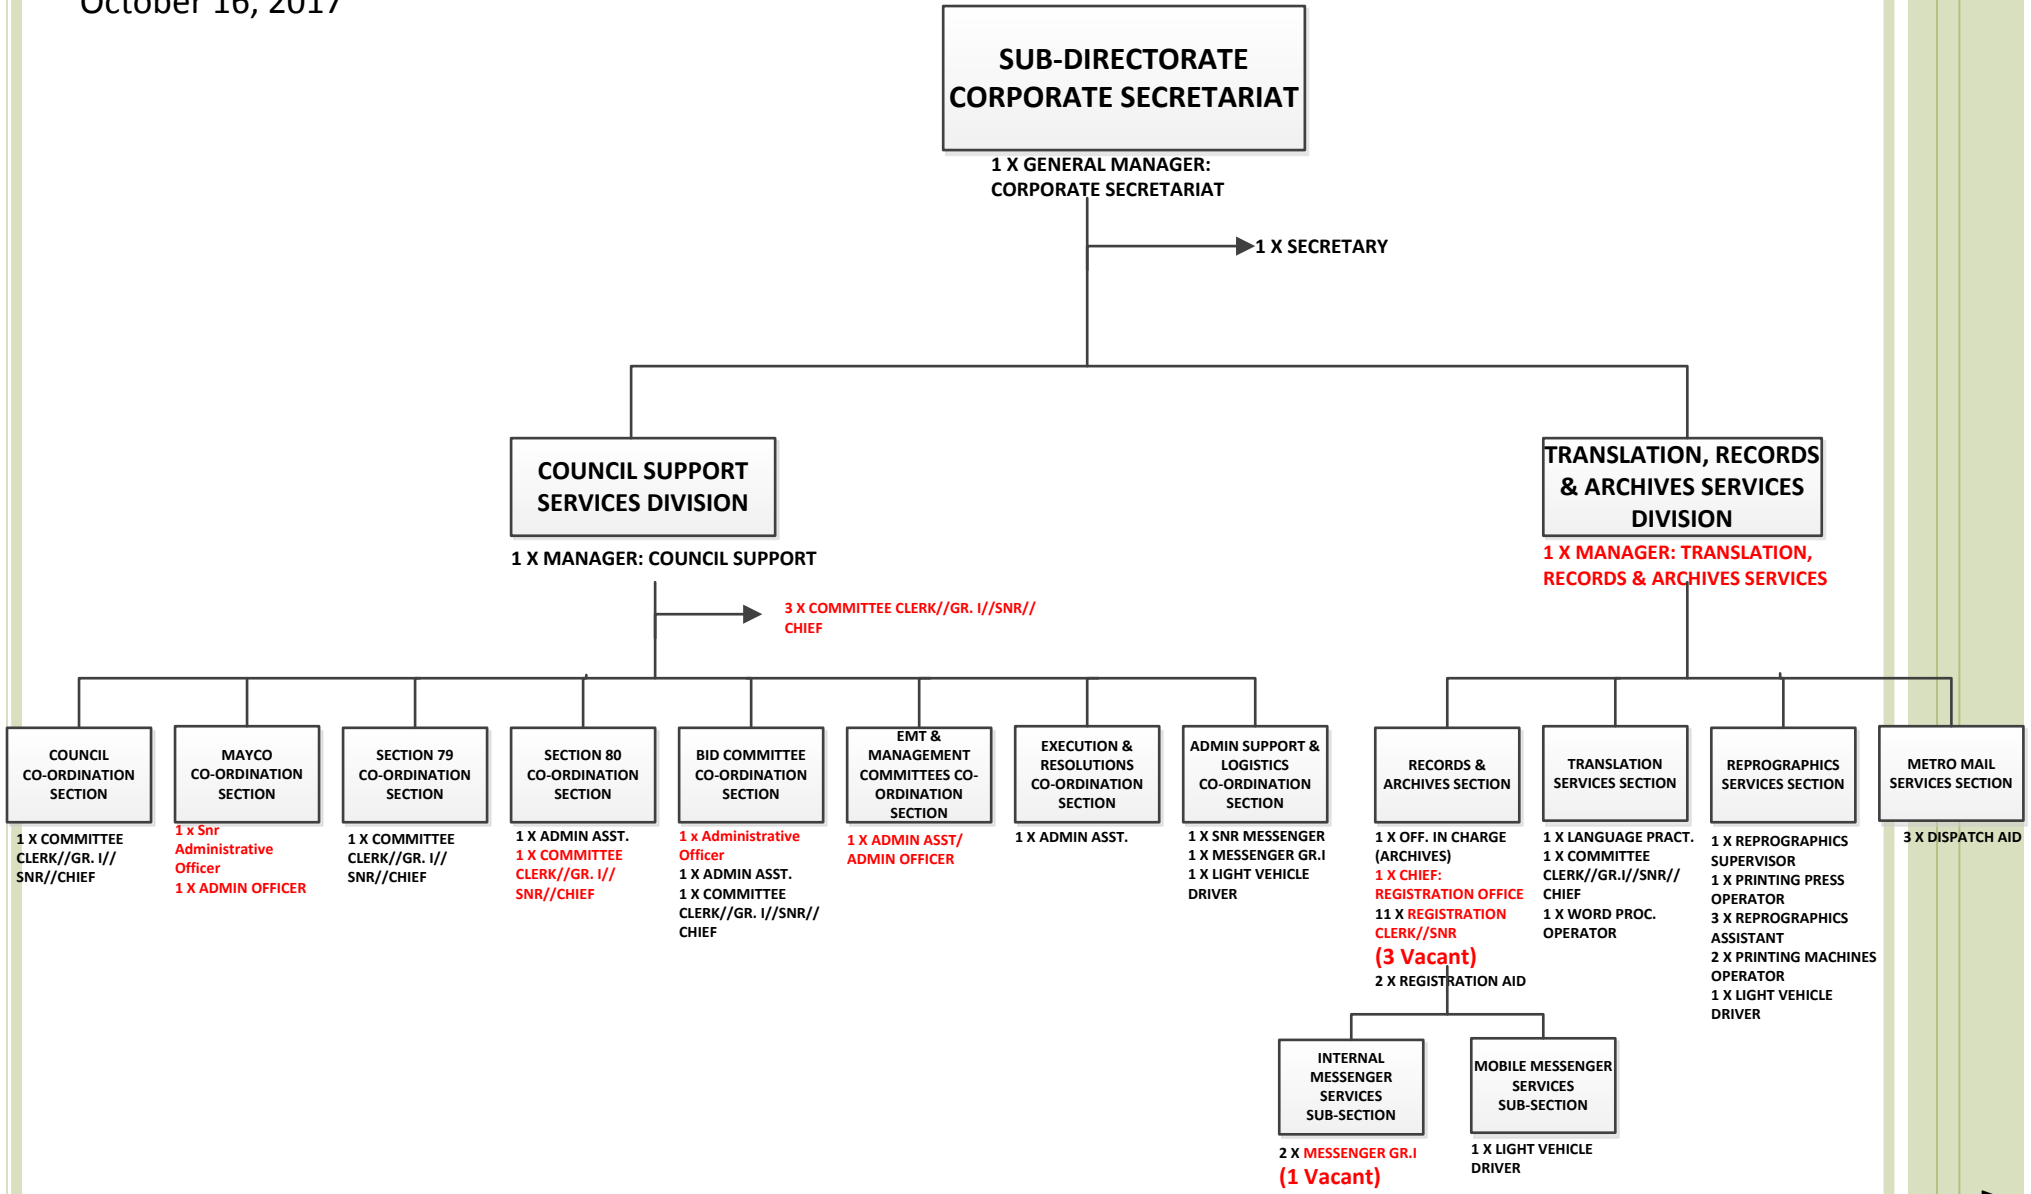 October 16, 2017
SUB-DIRECTORATE
CORPORATE SECRETARIAT
1 X GENERAL MANAGER:
CORPORATE SECRETARIAT
1 X SECRETARY
COUNCIL SUPPORT
SERVICES DIVISION
1 X MANAGER: COUNCIL SUPPORT
3 X COMMITTEE CLERK//GR. I//SNR//
CHIEF
TRANSLATION, RECORDS
& ARCHIVES SERVICES
DIVISION
1 X MANAGER: TRANSLATION,
RECORDS & ARCHIVES SERVICES
COUNCIL
CO-ORDINATION
SECTION
1 X COMMITTEE
CLERK//GR. I//
SNR//CHIEF
MAYCO
CO-ORDINATION
SECTION
1 x Snr
Administrative
Officer
1 X ADMIN OFFICER
SECTION 79
CO-ORDINATION
SECTION
1 X COMMITTEE
CLERK//GR. I//
SNR//CHIEF
SECTION 80
CO-ORDINATION
SECTION
1 X ADMIN ASST.
1 X COMMITTEE
CLERK//GR. I//
SNR//CHIEF
BID COMMITTEE
CO-ORDINATION
SECTION
1 x Administrative
Officer
1 X ADMIN ASST.
1 X COMMITTEE
CLERK//GR. I//SNR//
CHIEF
EMT &
MANAGEMENT
COMMITTEES CO-
ORDINATION
SECTION
1 X ADMIN ASST/
ADMIN OFFICER
EXECUTION &
RESOLUTIONS
CO-ORDINATION
SECTION
1 X ADMIN ASST.
ADMIN SUPPORT &
LOGISTICS
CO-ORDINATION
SECTION
1 X SNR MESSENGER
1 X MESSENGER GR.I
1 X LIGHT VEHICLE
DRIVER
RECORDS &
ARCHIVES SECTION
1 X OFF. IN CHARGE
(ARCHIVES)
1 X CHIEF:
REGISTRATION OFFICE
11 X REGISTRATION
CLERK//SNR
(3 Vacant)
2 X REGISTRATION AID
TRANSLATION
SERVICES SECTION
1 X LANGUAGE PRACT.
1 X COMMITTEE
CLERK//GR.I//SNR//
CHIEF
1 X WORD PROC.
OPERATOR
REPROGRAPHICS
SERVICES SECTION
1 X REPROGRAPHICS
SUPERVISOR
1 X PRINTING PRESS
OPERATOR
3 X REPROGRAPHICS
ASSISTANT
2 X PRINTING MACHINES
OPERATOR
1 X LIGHT VEHICLE
DRIVER
METRO MAIL
SERVICES SECTION
3 X DISPATCH AID
INTERNAL
MESSENGER
SERVICES
SUB-SECTION
2 X MESSENGER GR.I
(1 Vacant)
MOBILE MESSENGER
SERVICES
SUB-SECTION
1 X LIGHT VEHICLE
DRIVER